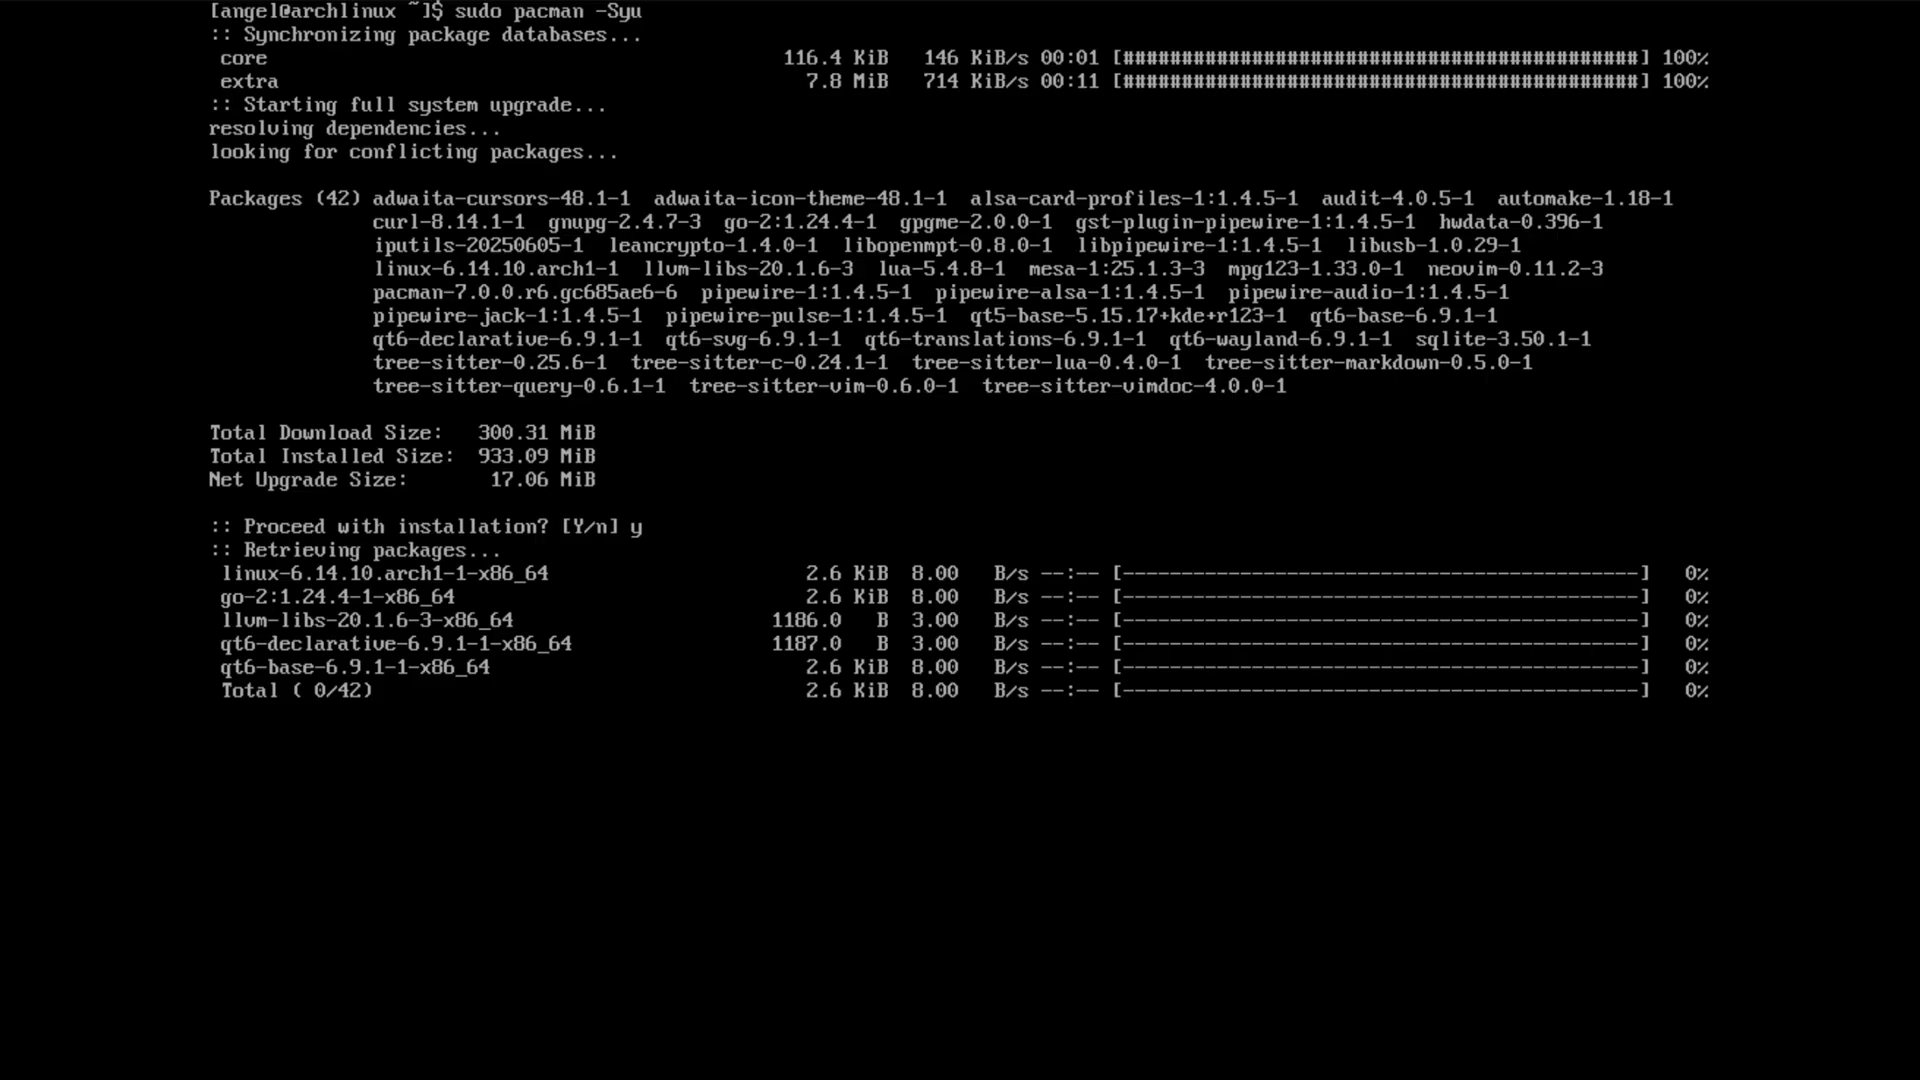 [angel@archlinux ~]$ sudo pacman -Syu
:: Synchronizing package databases...
 core                                            116.4 KiB   146 KiB/s 00:01 [############################################] 100%
 extra                                             7.8 MiB   714 KiB/s 00:11 [############################################] 100%
:: Starting full system upgrade...
resolving dependencies...
looking for conflicting packages...

Packages (42) adwaita-cursors-48.1-1  adwaita-icon-theme-48.1-1  alsa-card-profiles-1:1.4.5-1  audit-4.0.5-1  automake-1.18-1
              curl-8.14.1-1  gnupg-2.4.7-3  go-2:1.24.4-1  gpgme-2.0.0-1  gst-plugin-pipewire-1:1.4.5-1  hwdata-0.396-1
              iputils-20250605-1  leancrypto-1.4.0-1  libopenmpt-0.8.0-1  libpipewire-1:1.4.5-1  libusb-1.0.29-1
              linux-6.14.10.arch1-1  llvm-libs-20.1.6-3  lua-5.4.8-1  mesa-1:25.1.3-3  mpg123-1.33.0-1  neovim-0.11.2-3
              pacman-7.0.0.r6.gc685ae6-6  pipewire-1:1.4.5-1  pipewire-alsa-1:1.4.5-1  pipewire-audio-1:1.4.5-1
              pipewire-jack-1:1.4.5-1  pipewire-pulse-1:1.4.5-1  qt5-base-5.15.17+kde+r123-1  qt6-base-6.9.1-1
              qt6-declarative-6.9.1-1  qt6-svg-6.9.1-1  qt6-translations-6.9.1-1  qt6-wayland-6.9.1-1  sqlite-3.50.1-1
              tree-sitter-0.25.6-1  tree-sitter-c-0.24.1-1  tree-sitter-lua-0.4.0-1  tree-sitter-markdown-0.5.0-1
              tree-sitter-query-0.6.1-1  tree-sitter-vim-0.6.0-1  tree-sitter-vimdoc-4.0.0-1

Total Download Size:   300.31 MiB
Total Installed Size:  933.09 MiB
Net Upgrade Size:       17.06 MiB

:: Proceed with installation? [Y/n] y
:: Retrieving packages...
 linux-6.14.10.arch1-1-x86_64                      2.6 KiB  8.00   B/s --:-- [--------------------------------------------]   0%
 go-2:1.24.4-1-x86_64                              2.6 KiB  8.00   B/s --:-- [--------------------------------------------]   0%
 llvm-libs-20.1.6-3-x86_64                      1186.0   B  3.00   B/s --:-- [--------------------------------------------]   0%
 qt6-declarative-6.9.1-1-x86_64                 1187.0   B  3.00   B/s --:-- [--------------------------------------------]   0%
 qt6-base-6.9.1-1-x86_64                           2.6 KiB  8.00   B/s --:-- [--------------------------------------------]   0%
 Total ( 0/42)                                     2.6 KiB  8.00   B/s --:-- [--------------------------------------------]   0%